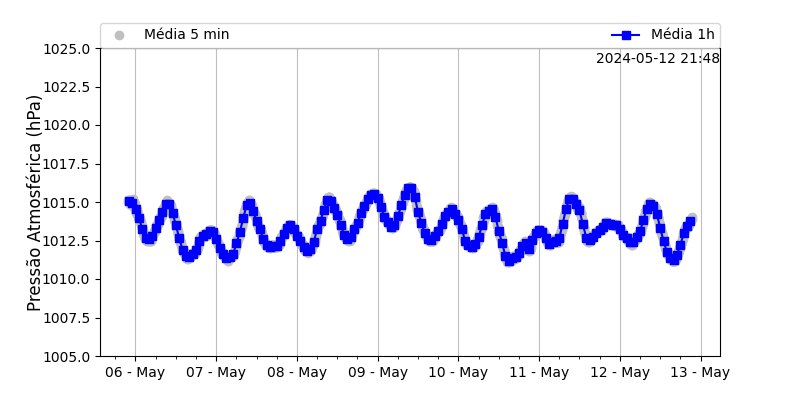 Média 5 min
Média 1h
2024-05-12 21:48
Pressão Atmosférica (hPa)
1025.0
1022.5
1020.0
1017.5
1015.0
1012.5
1010.0
1007.5
1005.0
06 - May 07 - May 08 - May 09 - May 10 - May 11 - May 12 - May 13 - May